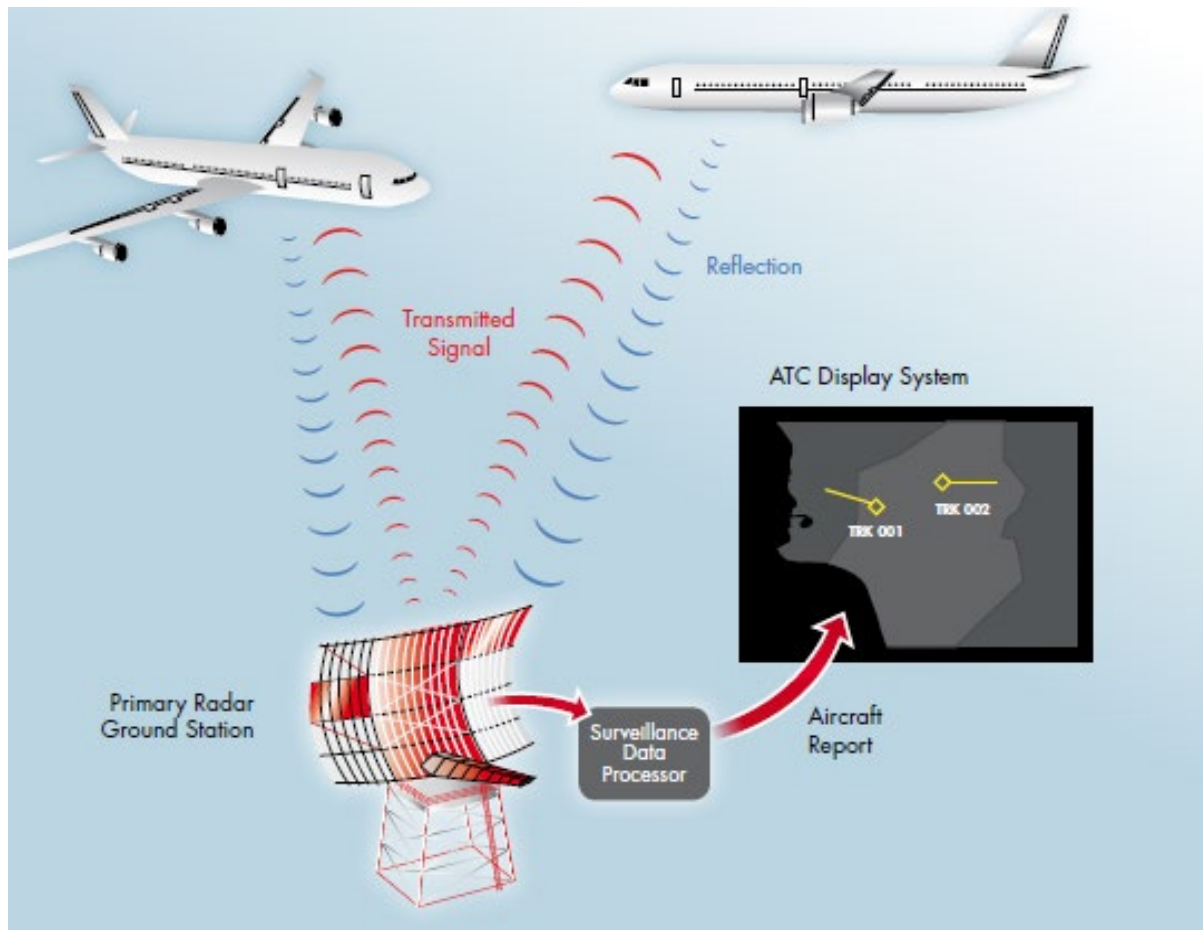 Reflection
Transmitted
Signal
ATC Display System
TRK 001
TRK 002
Primary Radar
Ground Station
Surveillance
Data
Processor
Aircraft
Report